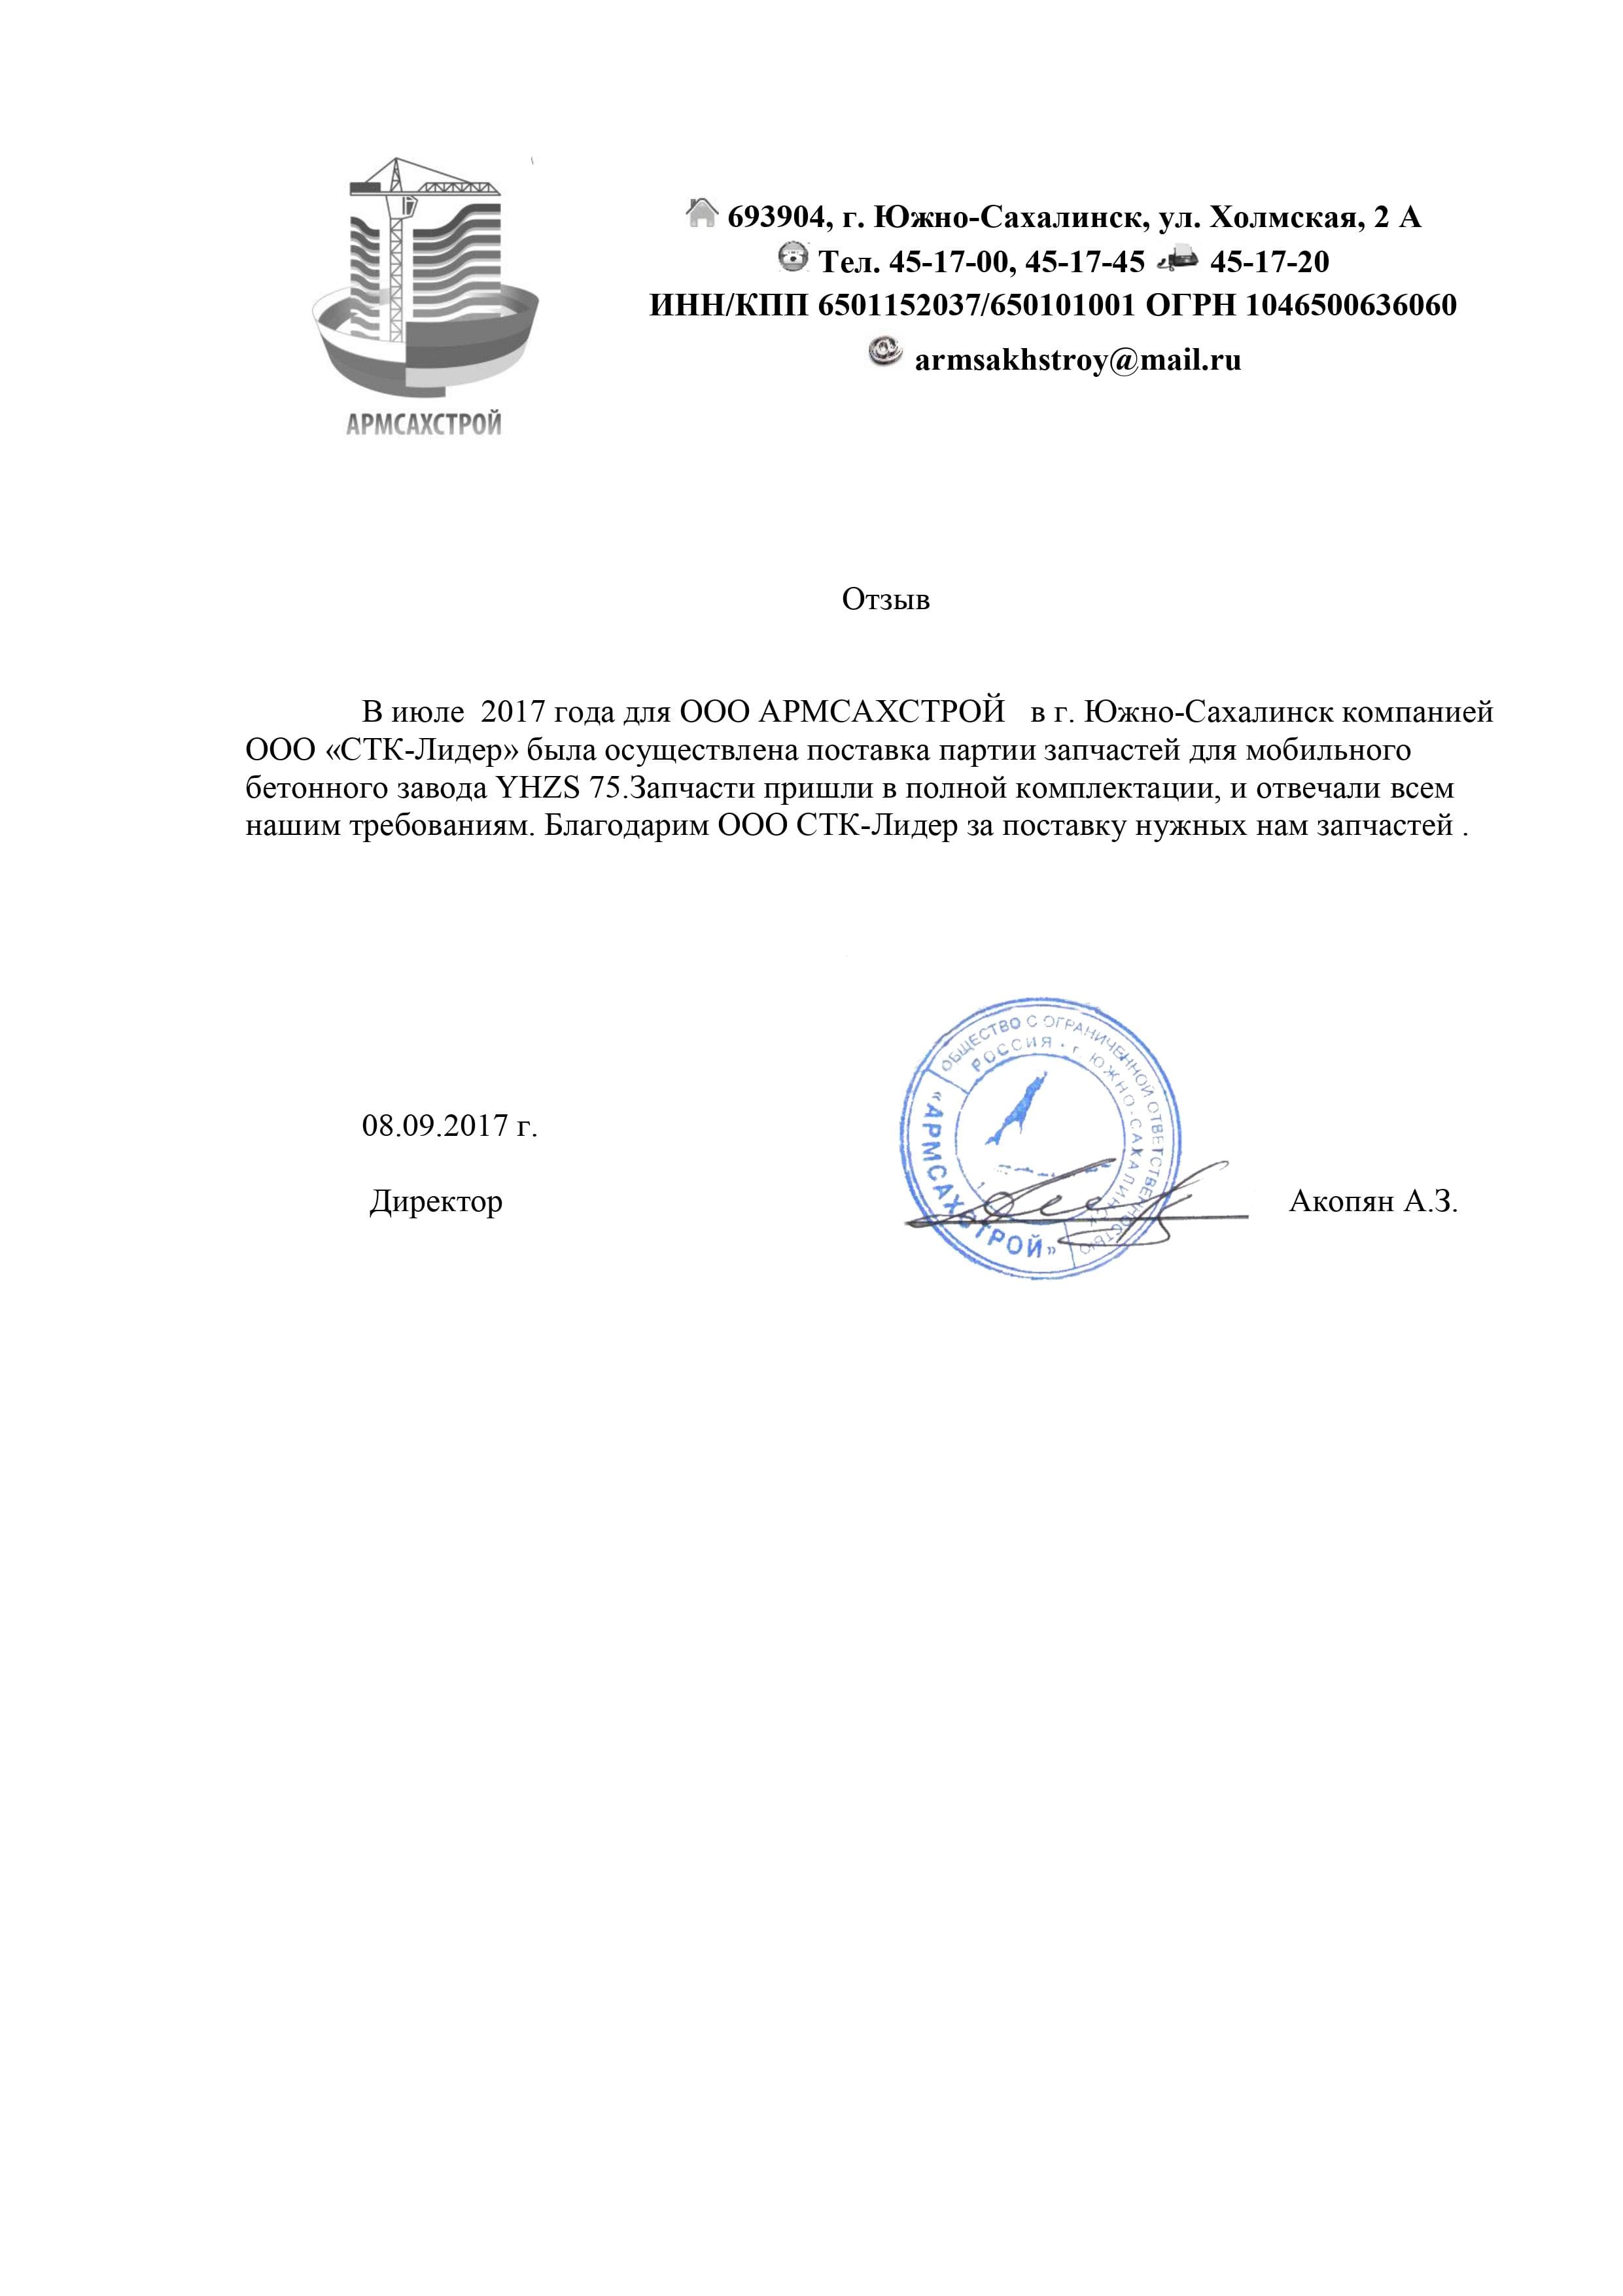 АРМСАХСТРОЙ
693904, г. Южно-Сахалинск, ул. Холмская, 2 А
Тел. 45-17-00, 45-17-45 45-17-20
ИНН/КПП 6501152037/650101001 ОГРН 1046500636060
armsakhstroy@mail.ru
Отзыв
В июле 2017 года для ООО АРМСАХСТРОЙ в г. Южно-Сахалинск компанией
ООО «СТК-Лидер» была осуществлена поставка партии запчастей для мобильного
бетонного завода YHZS 75.Запчасти пришли в полной комплектации, и отвечали всем
нашим требованиям. Благодарим ООО СТК-Лидер за поставку нужных нам запчастей .
08.09.2017 г.
Директор
Акопян А.З.
ОБЩЕСТВО С ОГРАНИЧЕННОЙ ОТВЕТСТВЕННОСТЬЮ
РОССИЯ • г. ЮЖНО-САХАЛИНСК
«АРМСАХСТРОЙ»